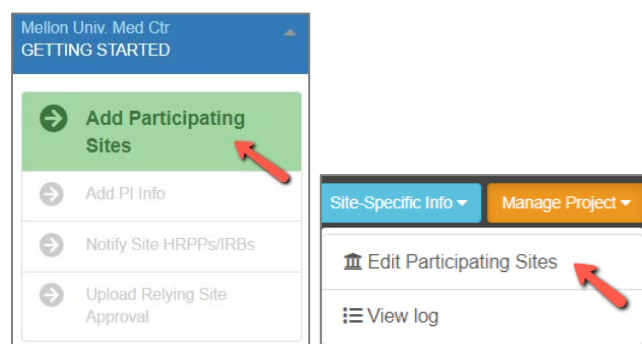 Mellon Univ. Med Ctr
GETTING STARTED
Add Participating
Sites
Add PI Info
Notify Site HRPPs/IRBs
Upload Relying Site
Approval
Site-Specific Info
Manage Project
Edit Participating Sites
View log